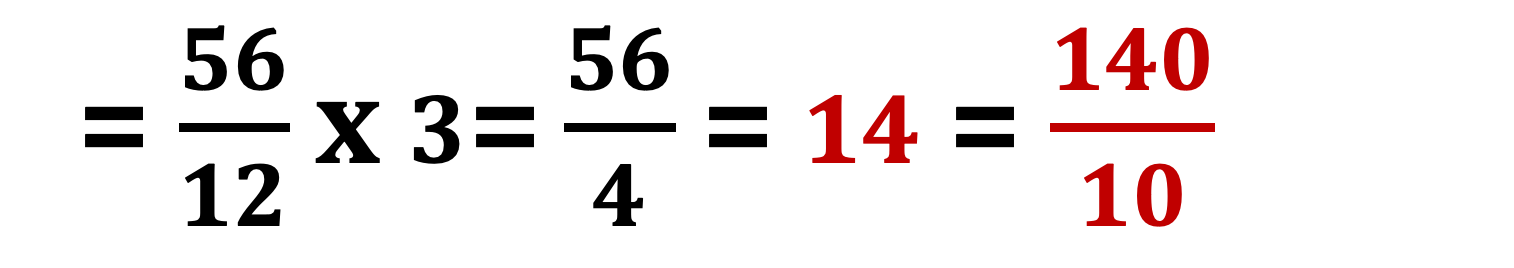 = 56/12 x 3= 56/4 = 14 = 140/10